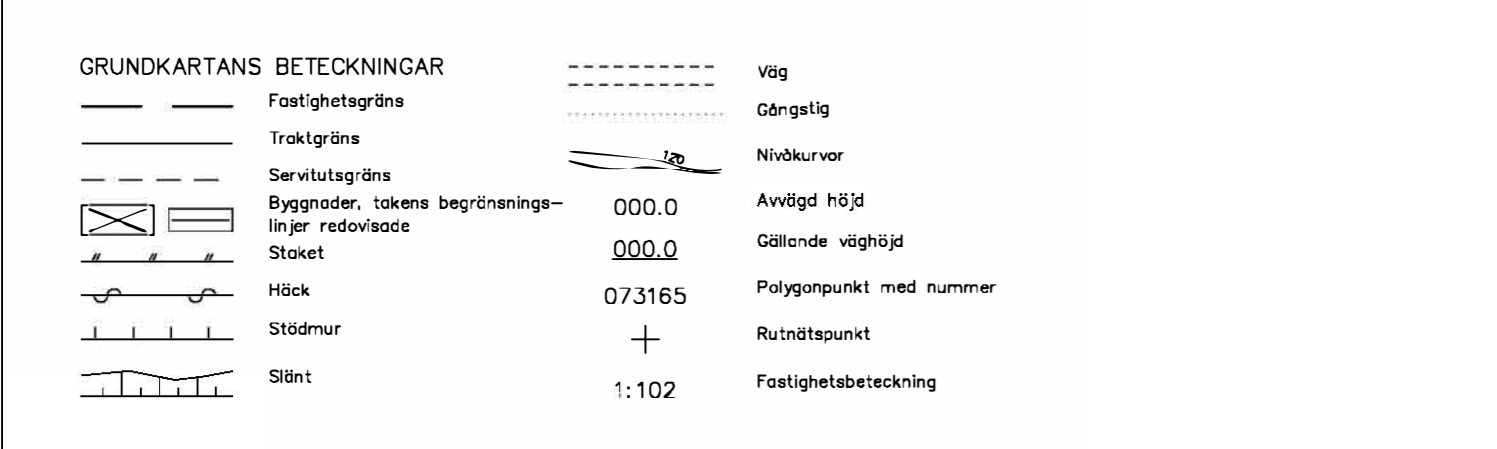 GRUNDKARTANS BETECKNINGAR
Fastighetsgräns
Traktgräns
Servitutsgräns
Byggnader, takens begränsnings-
linjer redovisade
Staket
Häck
Stödmur
Slänt
Väg
Gångstig
120
Nivåkurvor
000.0
Avvägd höjd
000.0
Gällande väghöjd
073165
Polygonpunkt med nummer
Rutnätspunkt
1:102
Fastighetsbeteckning